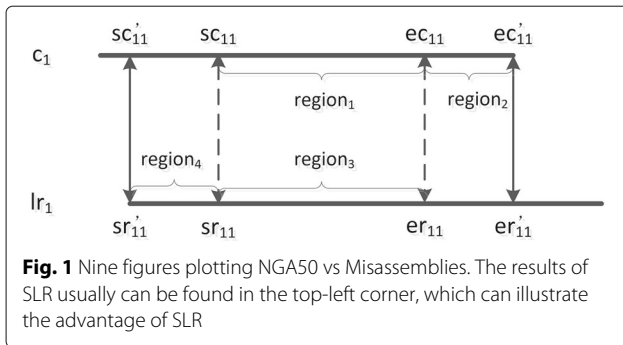 sc′₁₁ sc₁₁ ec₁₁ ec′₁₁
c₁
region₁ region₂
region₄ region₃
lr₁
sr′₁₁ sr₁₁ er₁₁ er′₁₁
Fig. 1 Nine figures plotting NGA50 vs Misassemblies. The results of
SLR usually can be found in the top-left corner, which can illustrate
the advantage of SLR